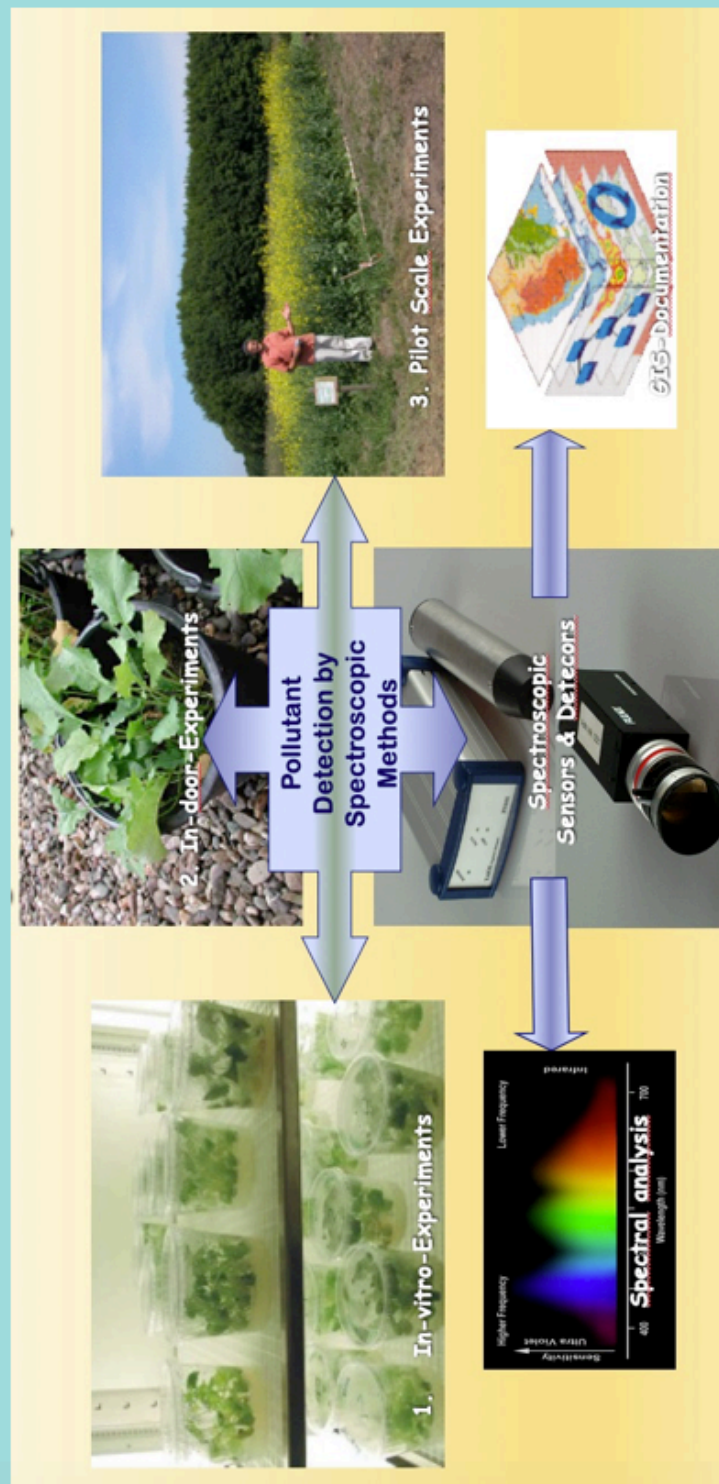 1. In-vitro-Experiments
2. In-door-Experiments
3. Pilot Scale Experiments
Pollutant
Detection by
Spectroscopic
Methods
Higher Frequency
Lower Frequency
Sensitivity
Ultra Violet
Infrared
400
700
Wavelength (nm)
Spectral analysis
Spectroscopic
Sensors & Detecors
GIS-Documentation